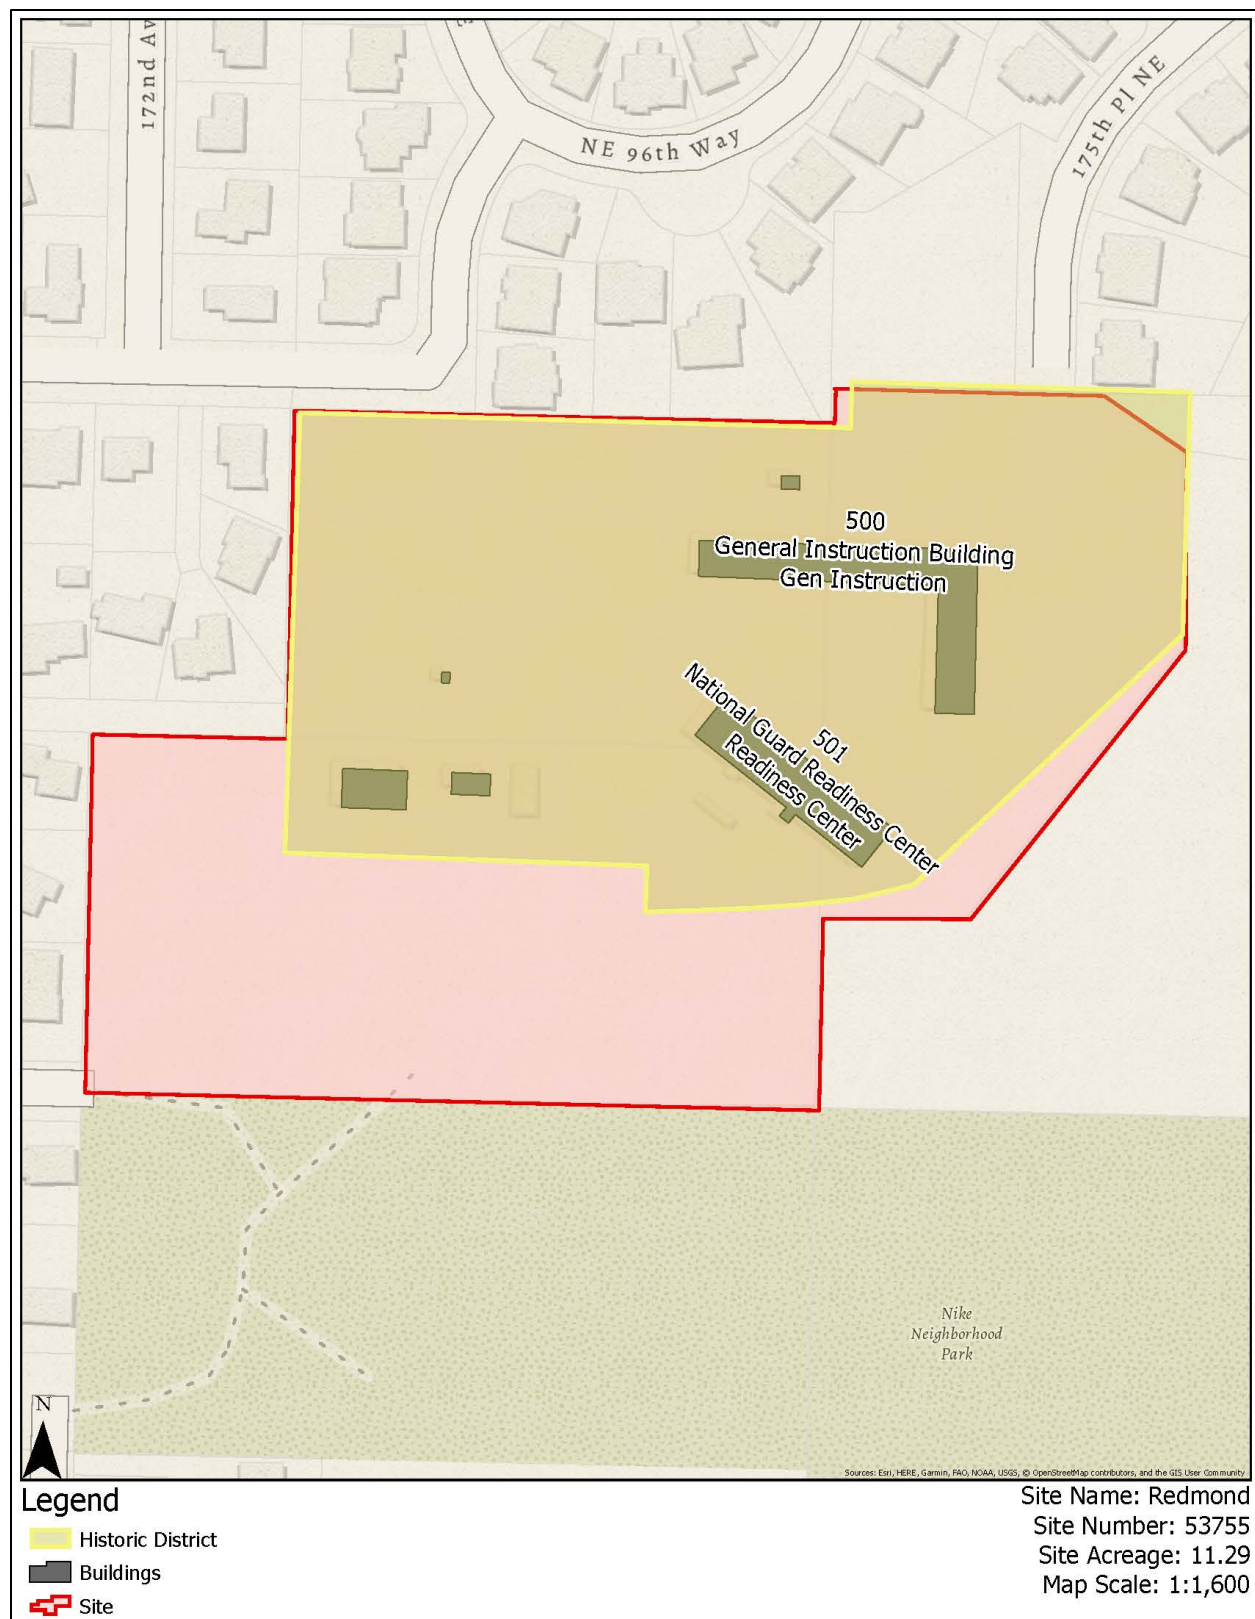 172nd Av
NE 96th Way
175th Pl NE
500
General Instruction Building
Gen Instruction
501
National Guard Readiness Center
Readiness Center
Nike
Neighborhood
Park
N
Sources: Esri, HERE, Garmin, FAO, NOAA, USGS, © OpenStreetMap contributors, and the GIS User Community
Legend
Historic District
Buildings
Site
Site Name: Redmond
Site Number: 53755
Site Acreage: 11.29
Map Scale: 1:1,600